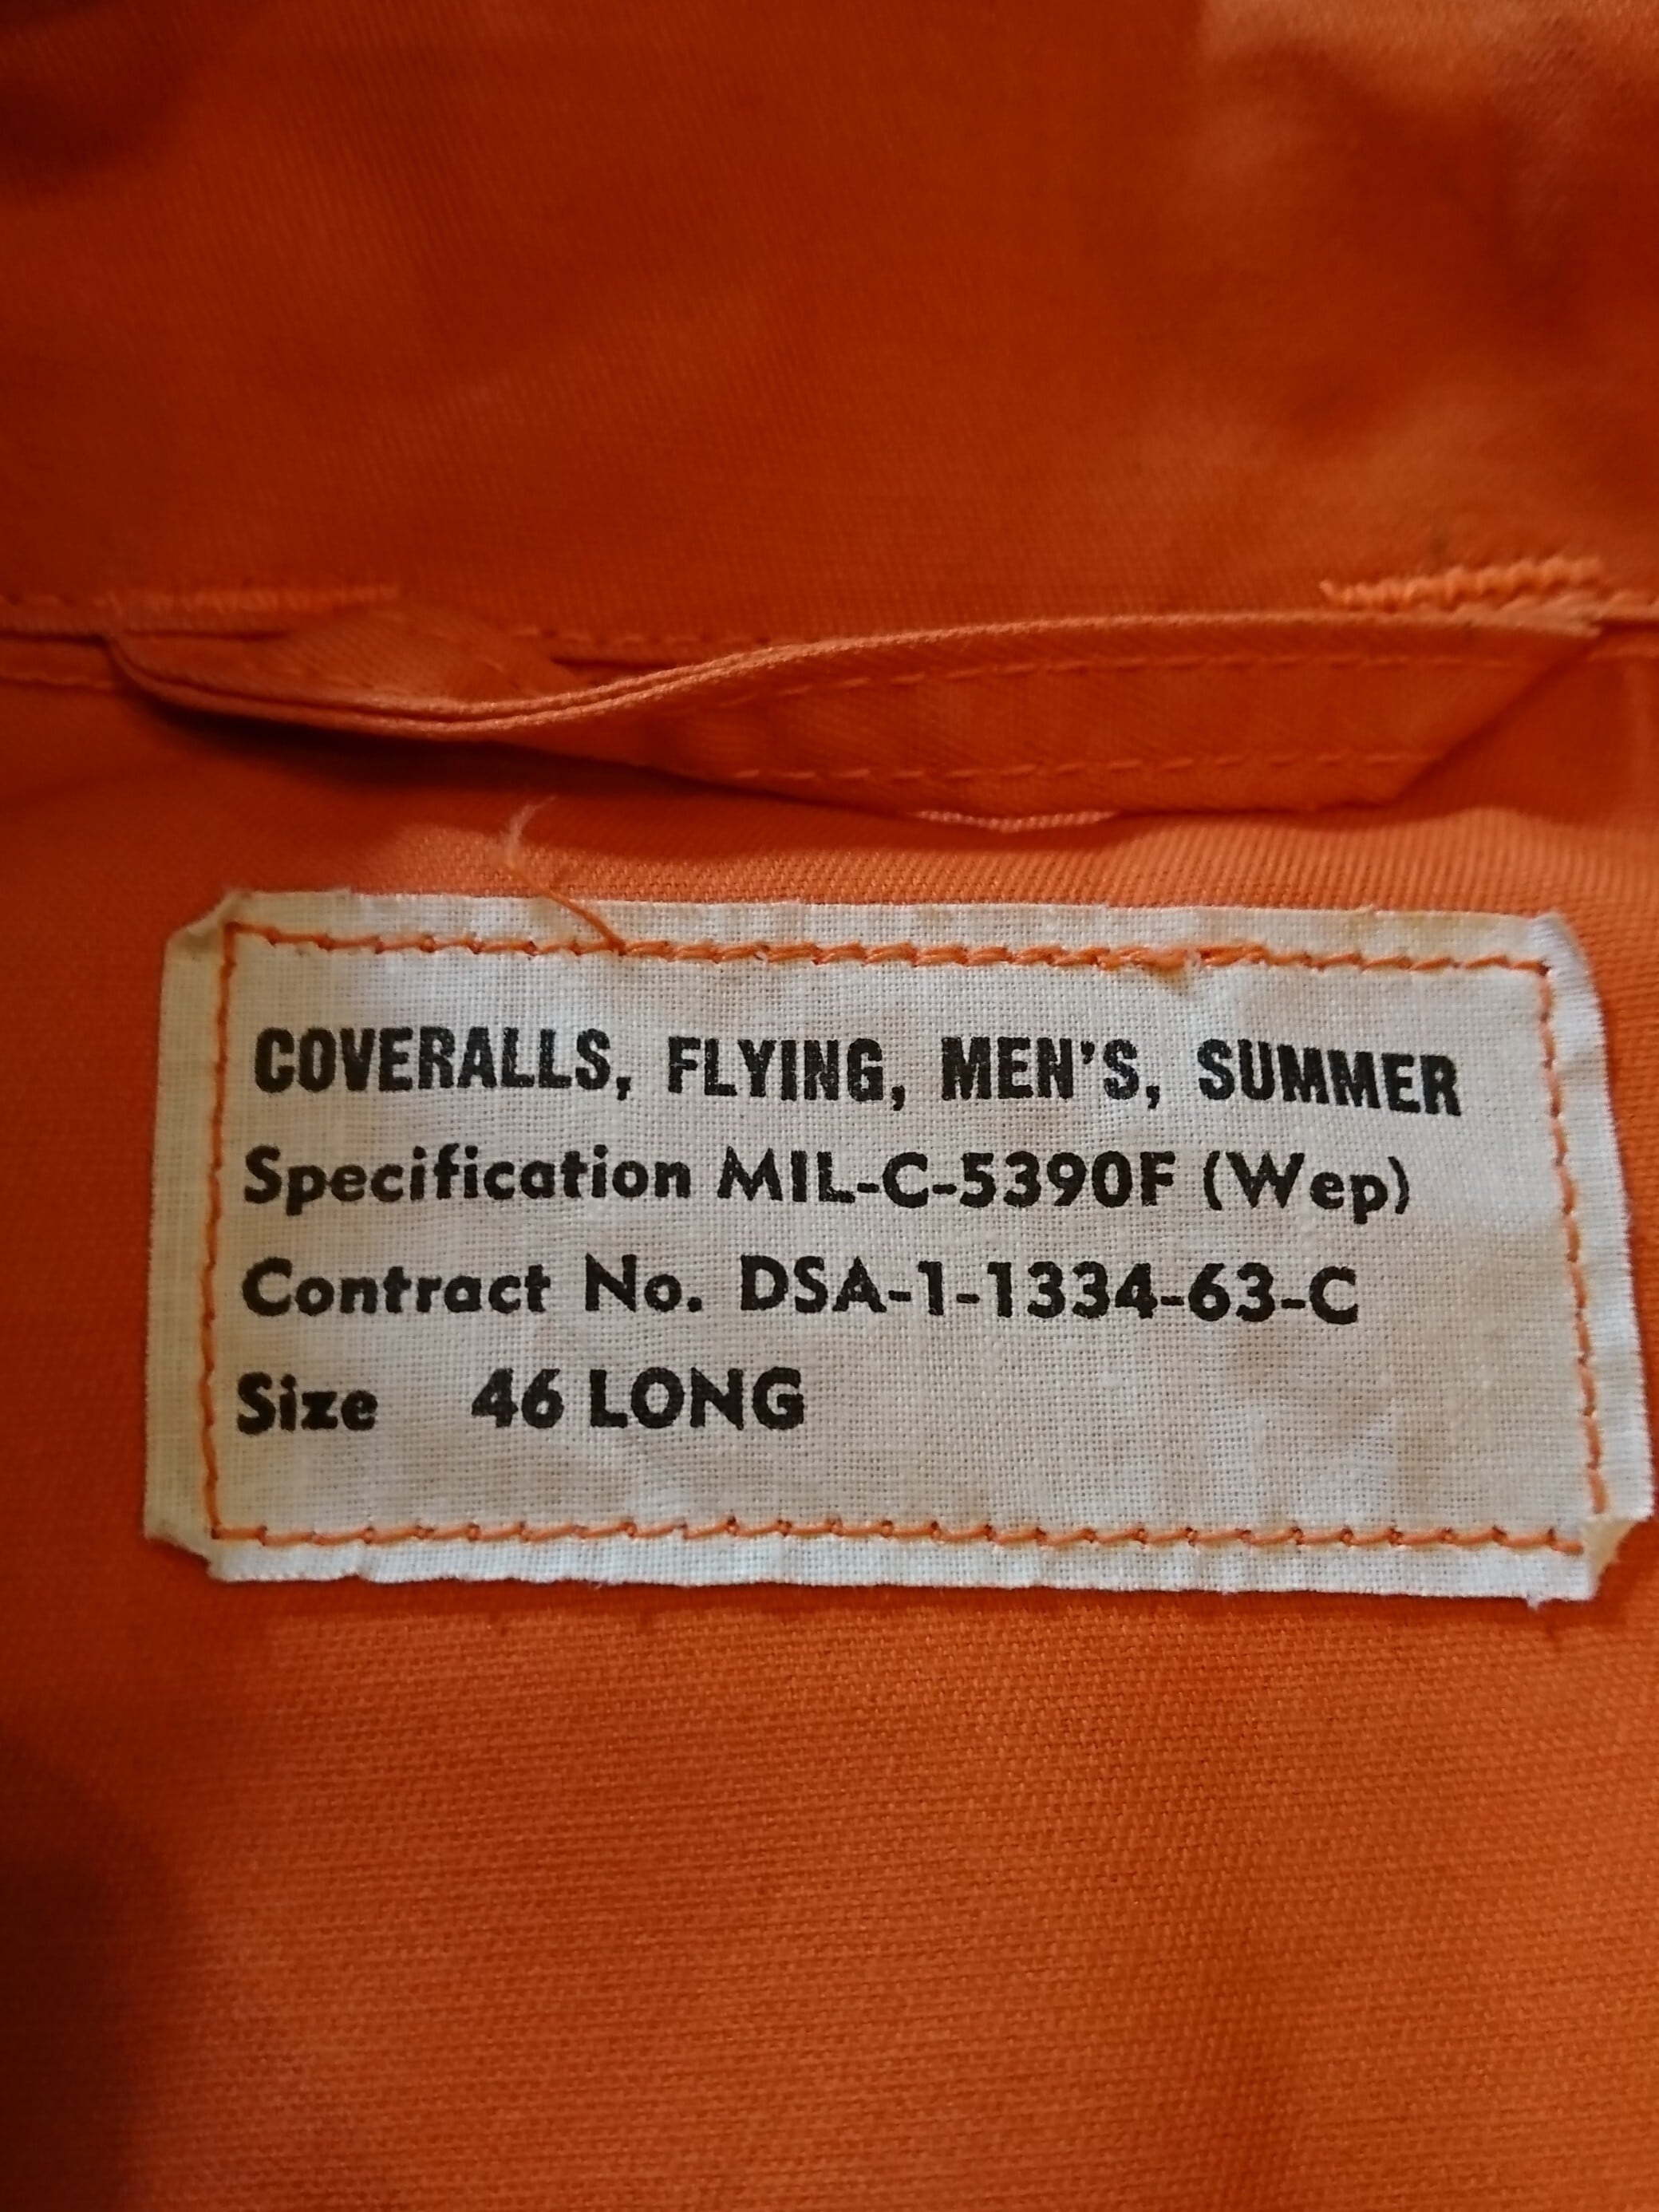 COVERALLS, FLYING, MEN'S, SUMMER
Specification MIL-C-5390F (Wep)
Contract No. DSA-1-1334-63-C
Size 46 LONG